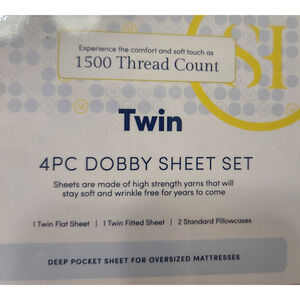 Experience the comfort and soft touch as
1500 Thread Count
SH
Twin
4PC DOBBY SHEET SET
Sheets are made of high strength yarns that will
stay soft and wrinkle free for years to come
1 Twin Flat Sheet | 1 Twin Fitted Sheet | 2 Standard Pillowcases
DEEP POCKET SHEET FOR OVERSIZED MATTRESSES